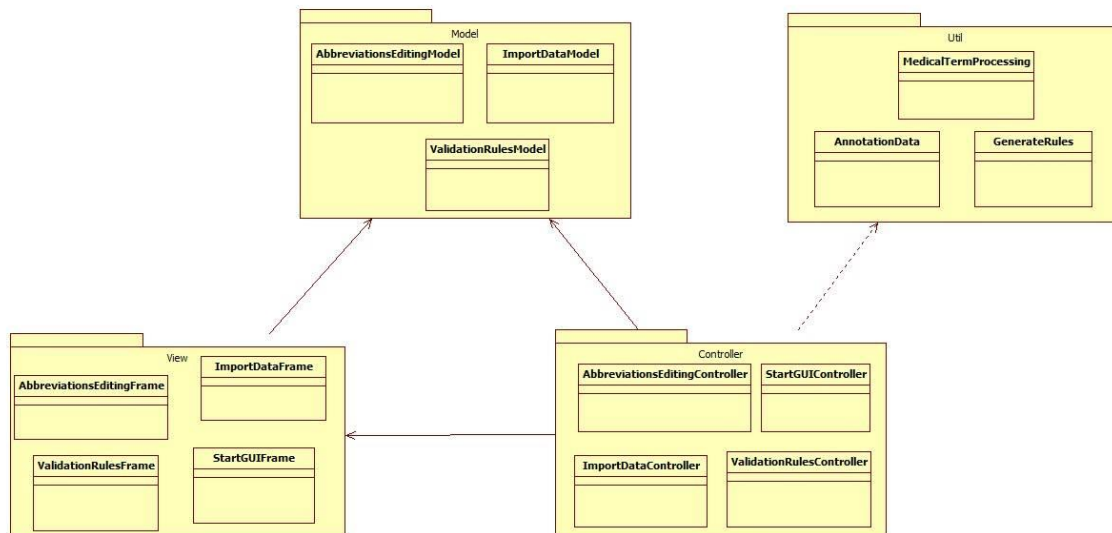 Model
AbbreviationsEditingModel
ImportDataModel
ValidationRulesModel
Util
MedicalTermProcessing
AnnotationData
GenerateRules
View
ImportDataFrame
AbbreviationsEditingFrame
ValidationRulesFrame
StartGUIFrame
Controller
AbbreviationsEditingController
StartGUIController
ImportDataController
ValidationRulesController